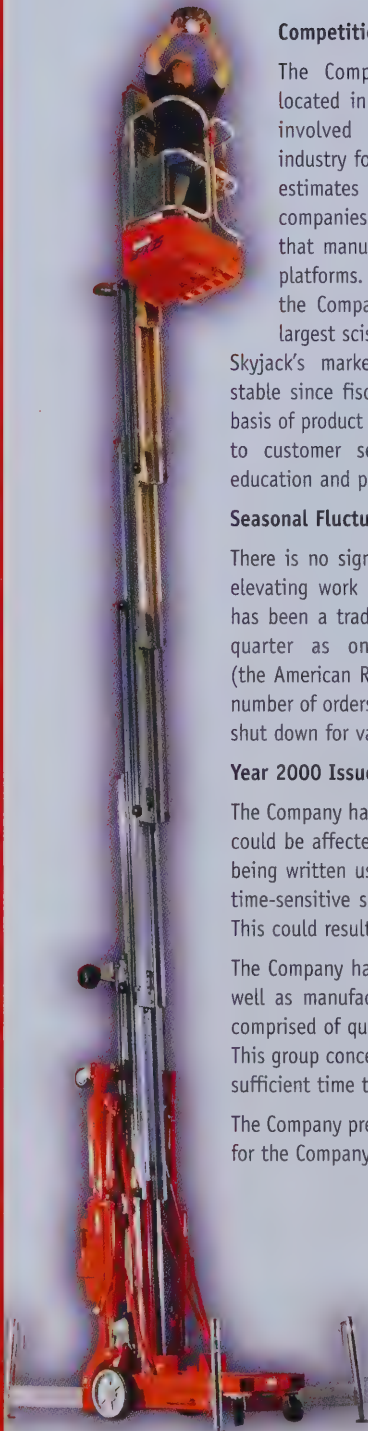 Competitio
The Comp
located in
involved
industry fo
estimates
companies
that manu
platforms.
the Compa
largest scis
Skyjack's marke
stable since fisc
basis of product
to customer se
education and p
Seasonal Fluctu
There is no sign
elevating work
has been a trad
quarter as on
(the American R
number of orders
shut down for va
Year 2000 Issue
The Company ha
could be affecte
being written us
time-sensitive s
This could result
The Company ha
well as manufac
comprised of qu
This group conce
sufficient time t
The Company pre
for the Company